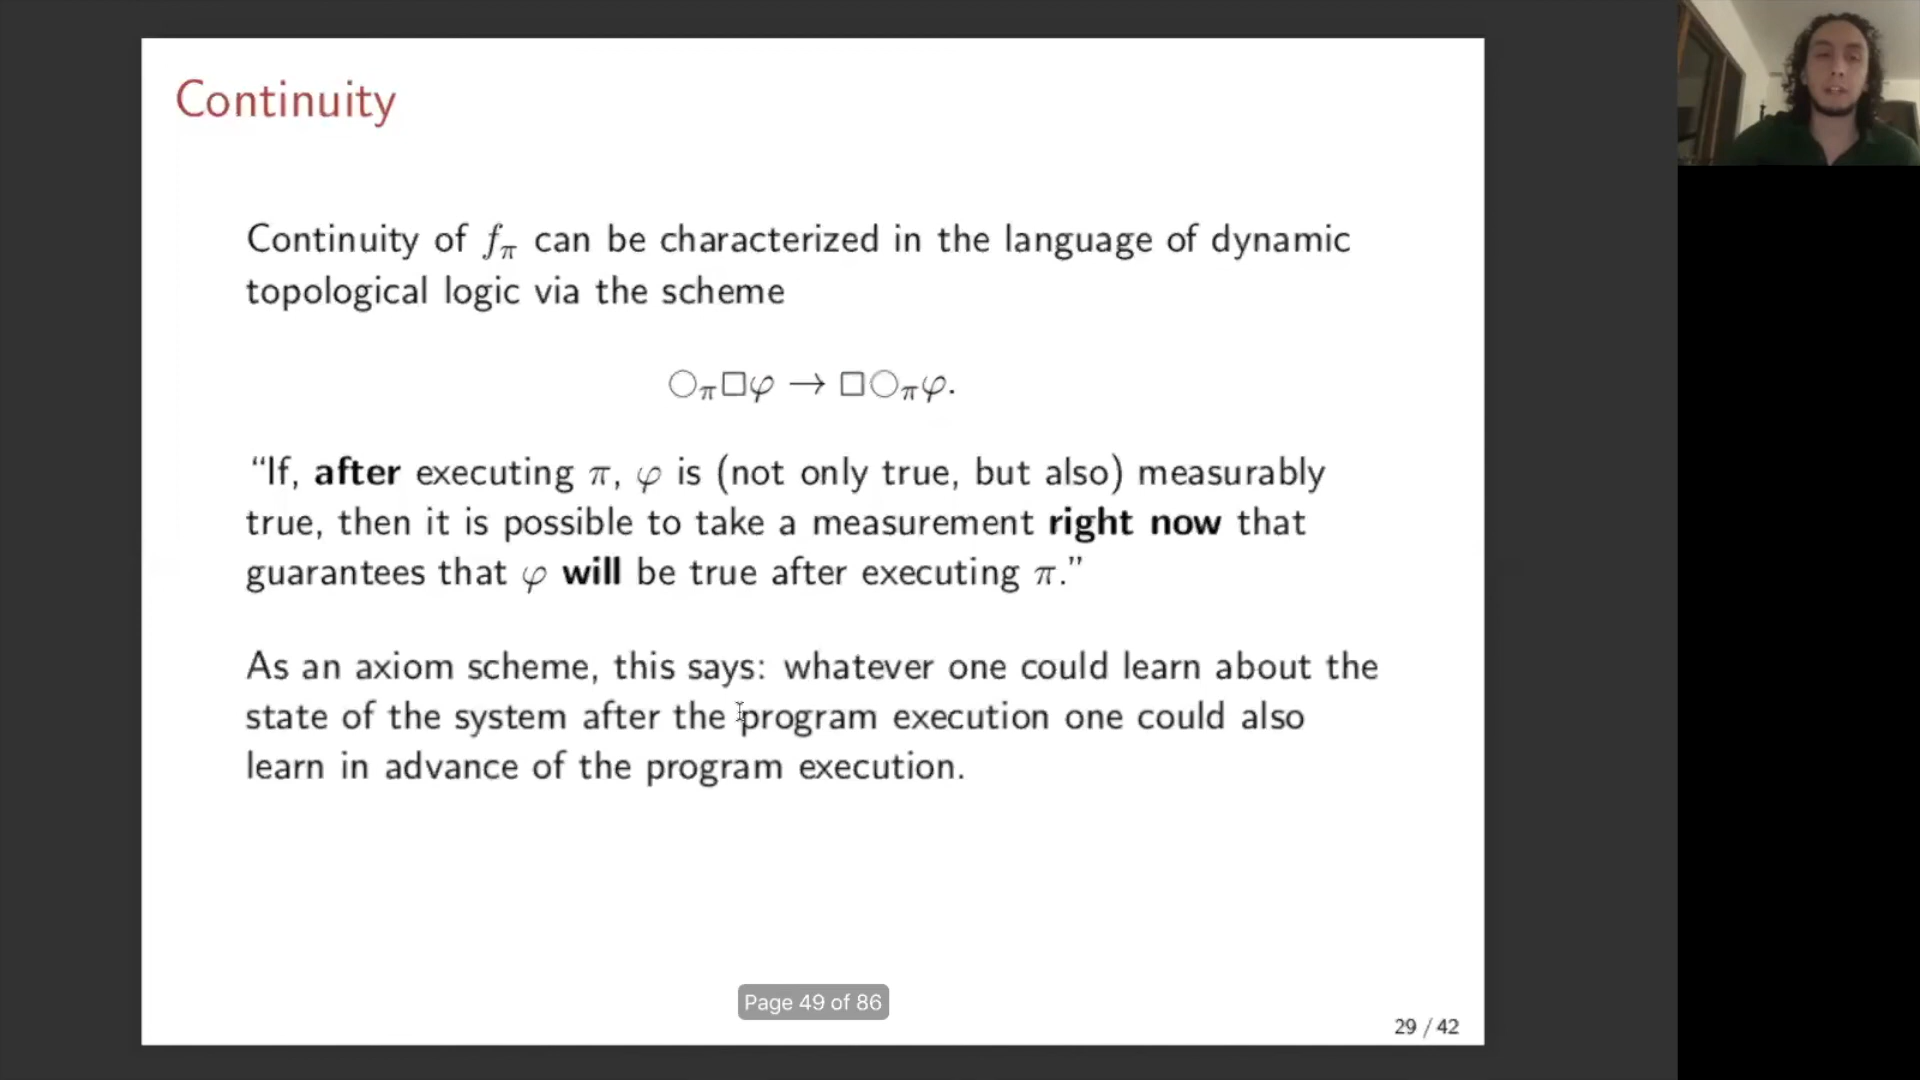 Continuity
Continuity of fπ can be characterized in the language of dynamic
topological logic via the scheme
○π□φ → □○πφ.
“If, after executing π, φ is (not only true, but also) measurably
true, then it is possible to take a measurement right now that
guarantees that φ will be true after executing π.”
As an axiom scheme, this says: whatever one could learn about the
state of the system after the program execution one could also
learn in advance of the program execution.
Page 49 of 86
29 / 42